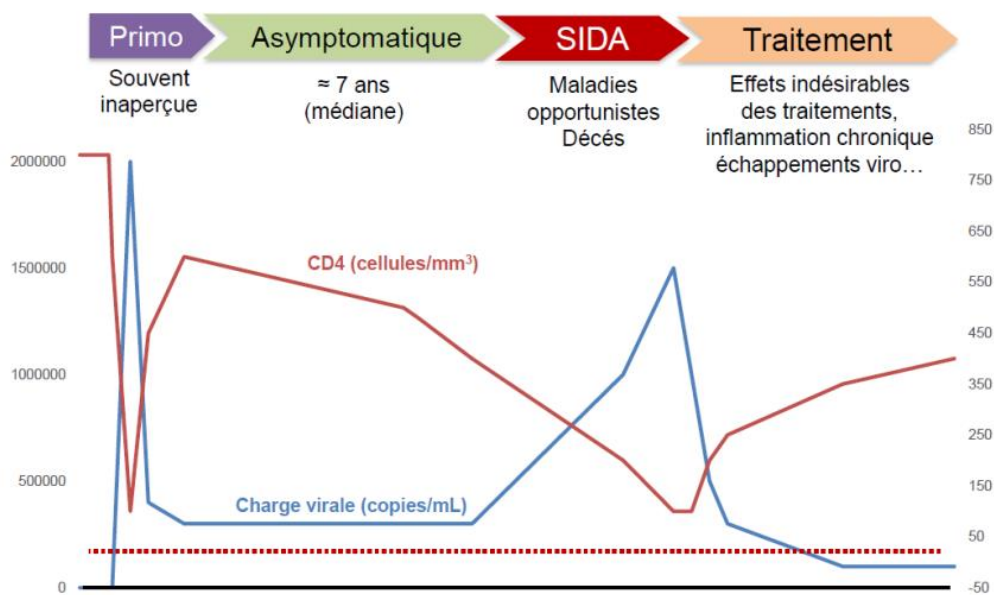 Primo
Asymptomatique
SIDA
Traitement
Souvent
inaperçue
≈ 7 ans
(médiane)
Maladies
opportunistes
Décés
Effets indésirables
des traitements,
inflammation chronique
échappements viro…
2000000
1500000
1000000
500000
0
CD4 (cellules/mm³)
Charge virale (copies/mL)
850
750
650
550
450
350
250
150
50
-50